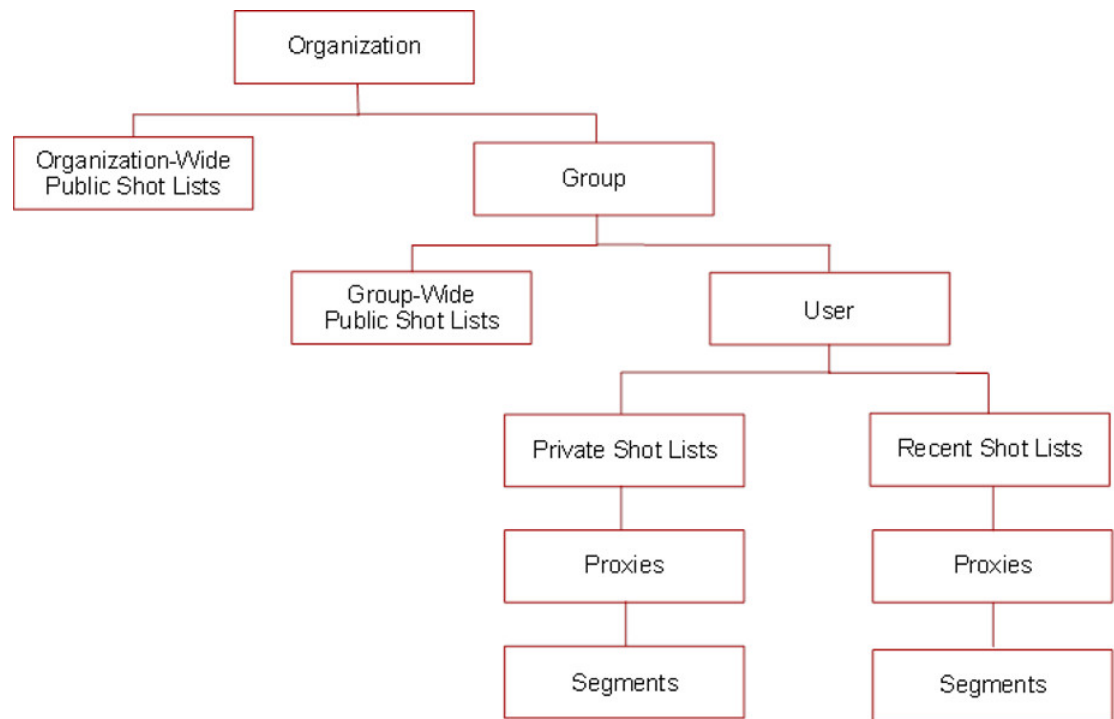 Organization
Organization-Wide
Public Shot Lists
Group
Group-Wide
Public Shot Lists
User
Private Shot Lists
Recent Shot Lists
Proxies
Proxies
Segments
Segments